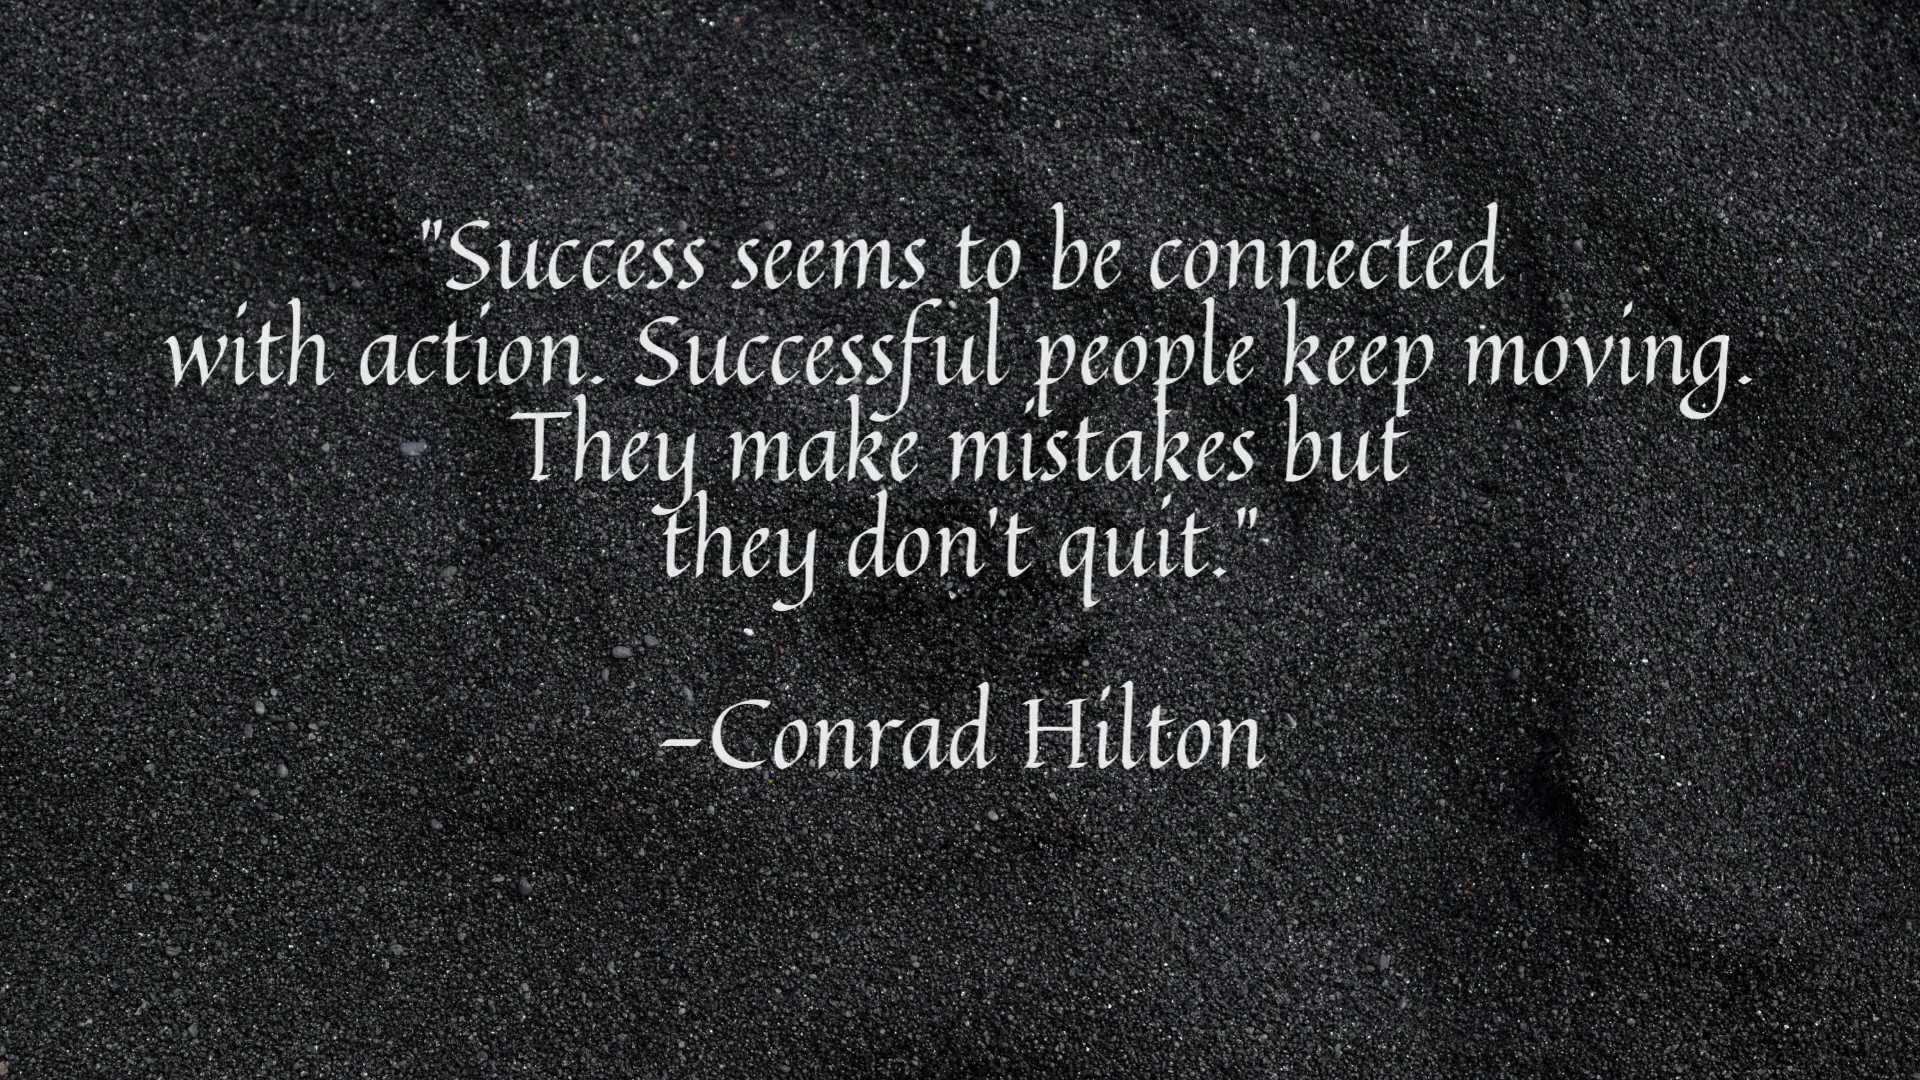 "Success seems to be connected
with action. Successful people keep moving.
They make mistakes but
they don't quit."
-Conrad Hilton